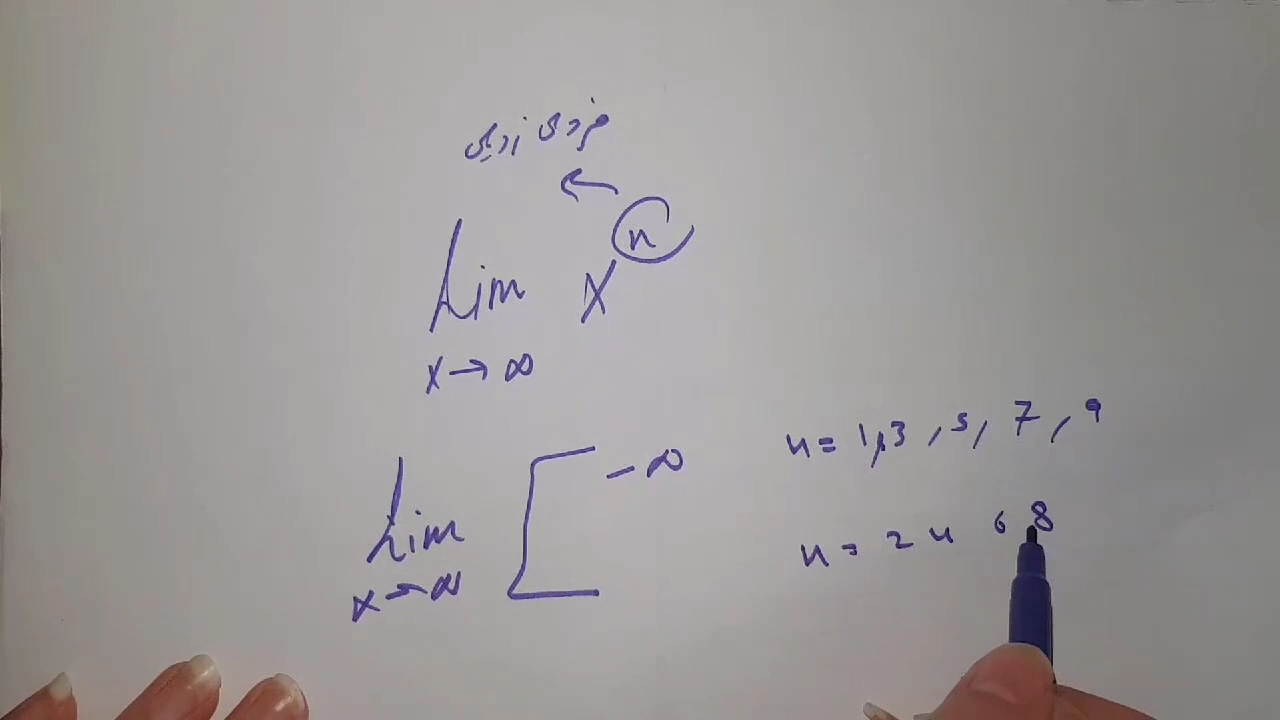 فردی زوجی
Lim x^n
x → ∞
Lim [ -∞ n = 1,3 , 5, 7, 9
x → ∞ n = 2 4 6 8